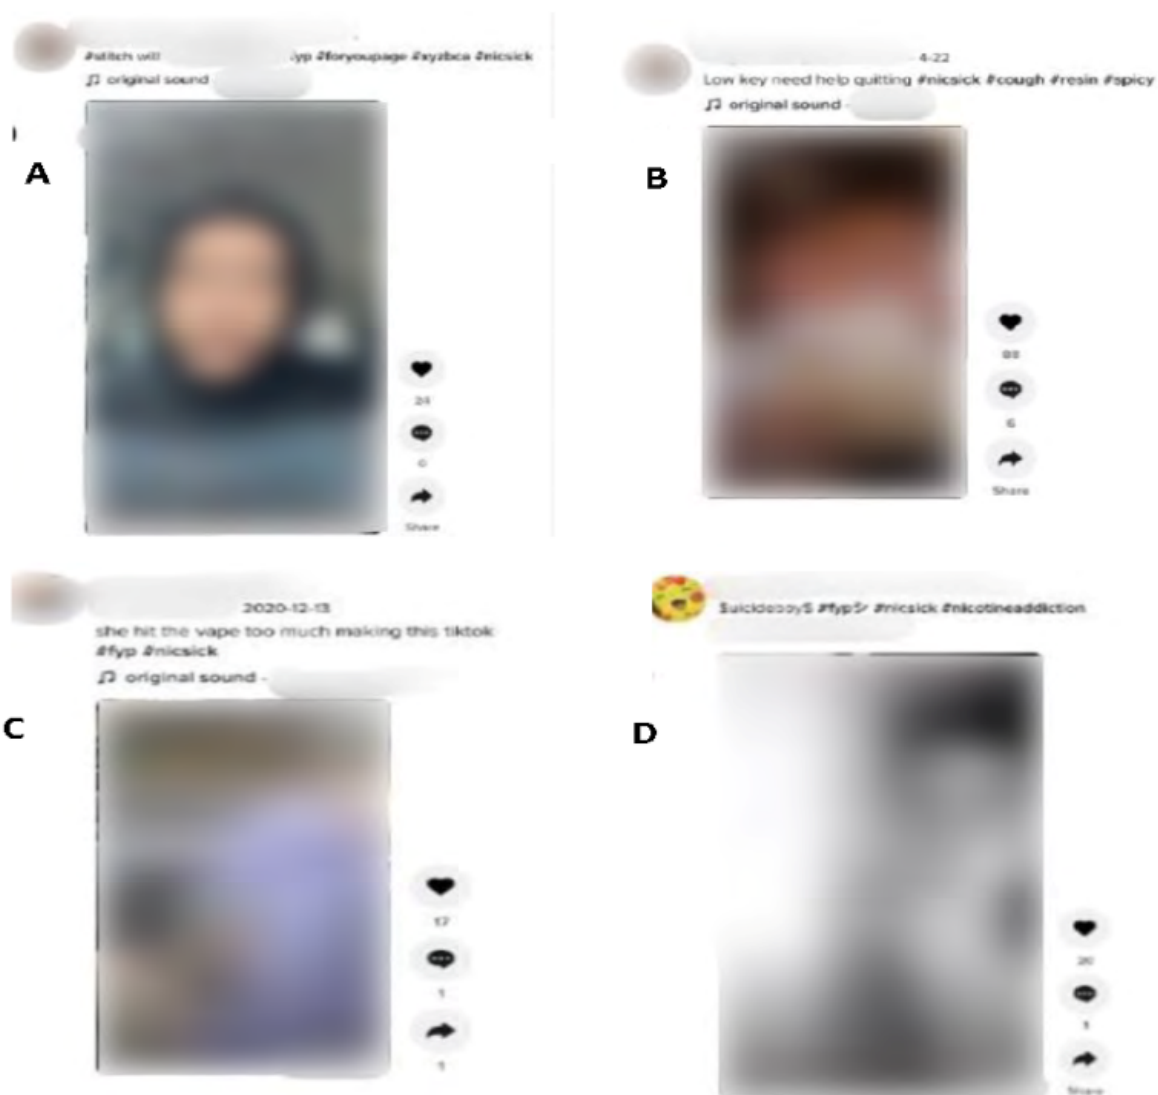 #stitch will
#foryoupage #xyzbca #nicsick
♫ original sound
A
24
0
Share
4-22
Low key need help quitting #nicsick #cough #resin #spicy
♫ original sound -
B
6
Share
2020-12-13
she hit the vape too much making this tiktok
#fyp #nicsick
♫ original sound -
C
17
1
1
#nicsick #nicotineaddiction
D
20
1
Share